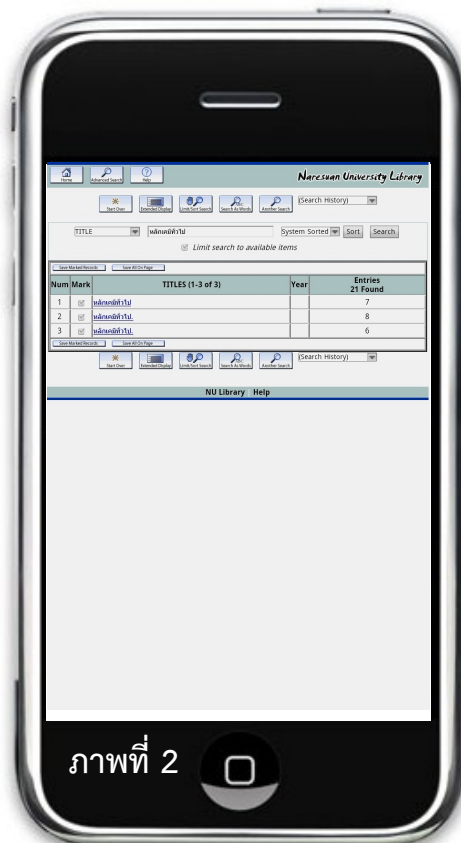 Home Advanced Search Help Naresuan University Library
Start Over Extended Display Limit/Sort Search Search As Words Another Search (Search History)
TITLE หลักเคมีทั่วไป System Sorted Sort Search
Limit search to available items
Save Marked Records Save All On Page
Num Mark TITLES (1-3 of 3) Year Entries 21 Found
1 หลักเคมีทั่วไป 7
2 หลักเคมีทั่วไป. 8
3 หลักเคมีทั่วไป. 6
Save Marked Records Save All On Page
Start Over Extended Display Limit/Sort Search Search As Words Another Search (Search History)
NU Library Help
ภาพที่ 2